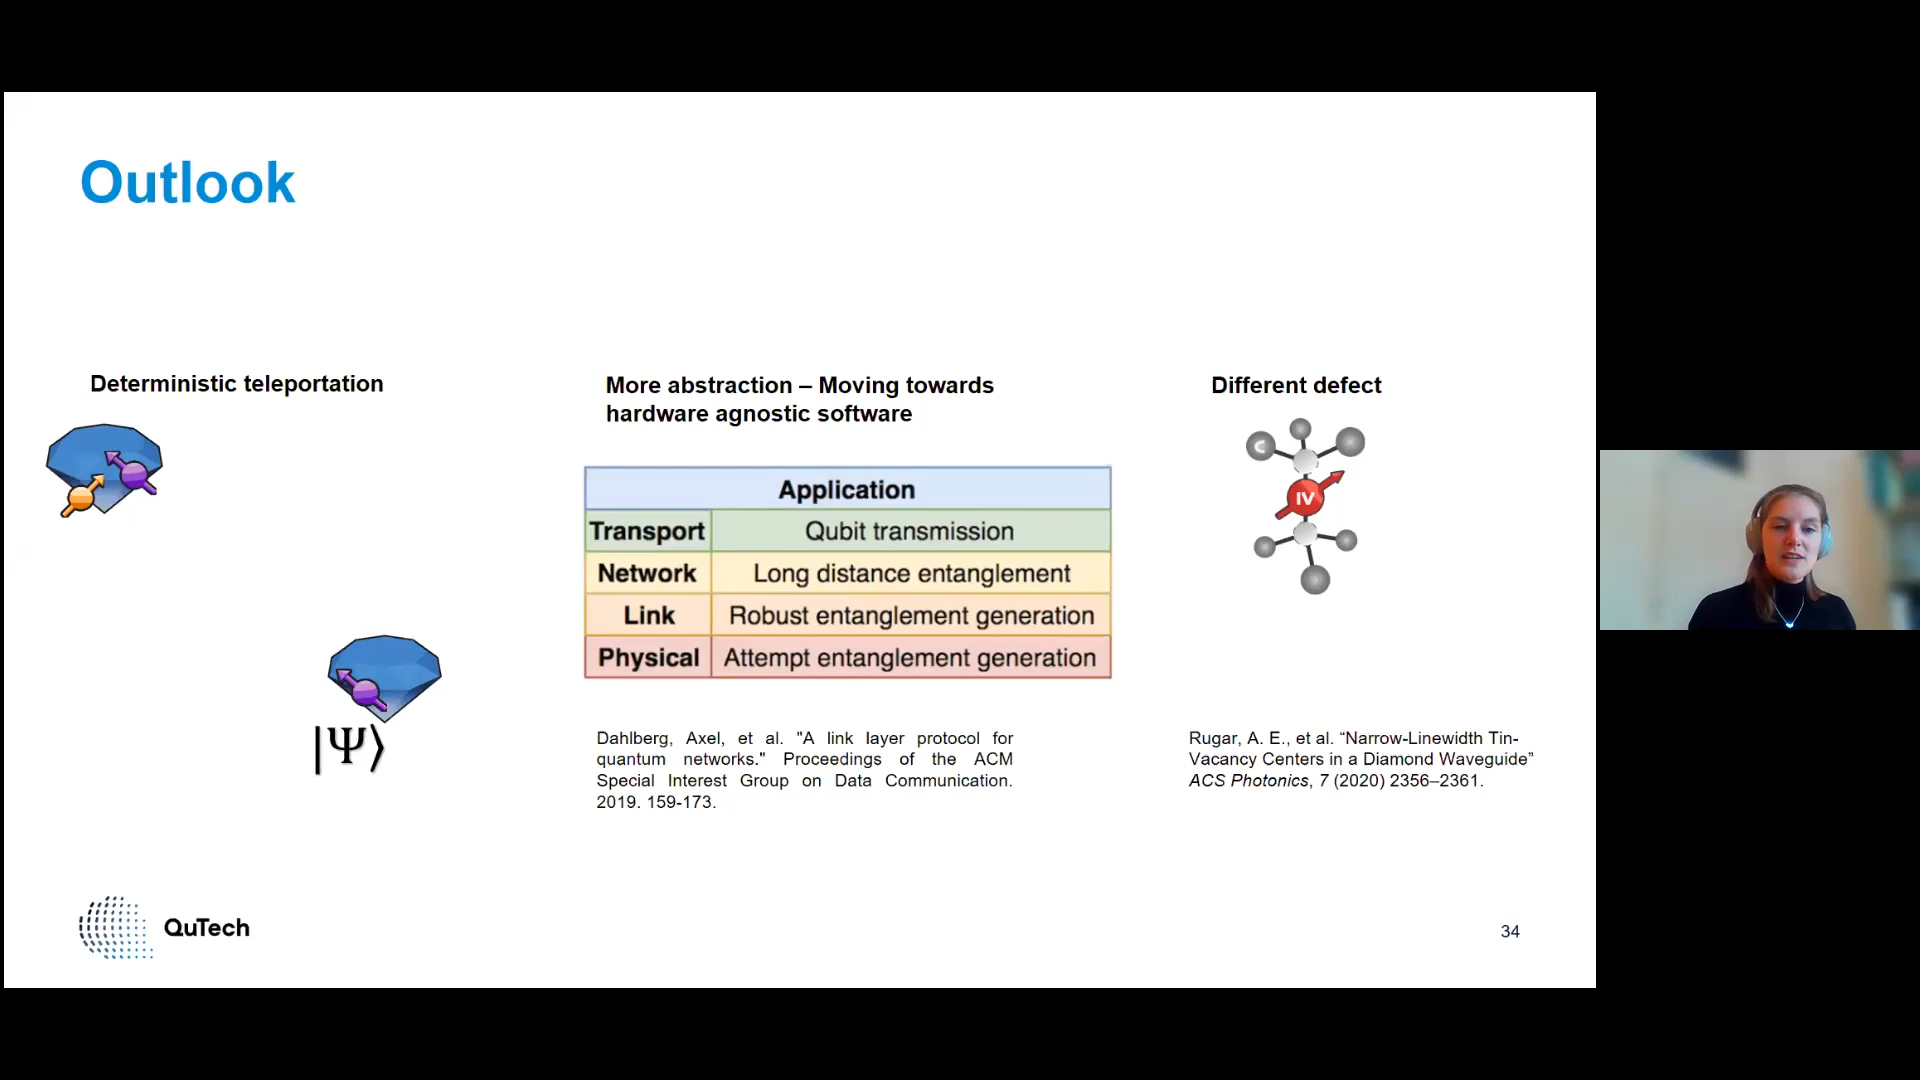 Outlook
Deterministic teleportation
|Ψ⟩
More abstraction – Moving towards
hardware agnostic software
Application
Transport Qubit transmission
Network Long distance entanglement
Link Robust entanglement generation
Physical Attempt entanglement generation
Dahlberg, Axel, et al. "A link layer protocol for
quantum networks." Proceedings of the ACM
Special Interest Group on Data Communication.
2019. 159-173.
Different defect
C
IV
Rugar, A. E., et al. “Narrow-Linewidth Tin-
Vacancy Centers in a Diamond Waveguide”
ACS Photonics, 7 (2020) 2356–2361.
QuTech
34